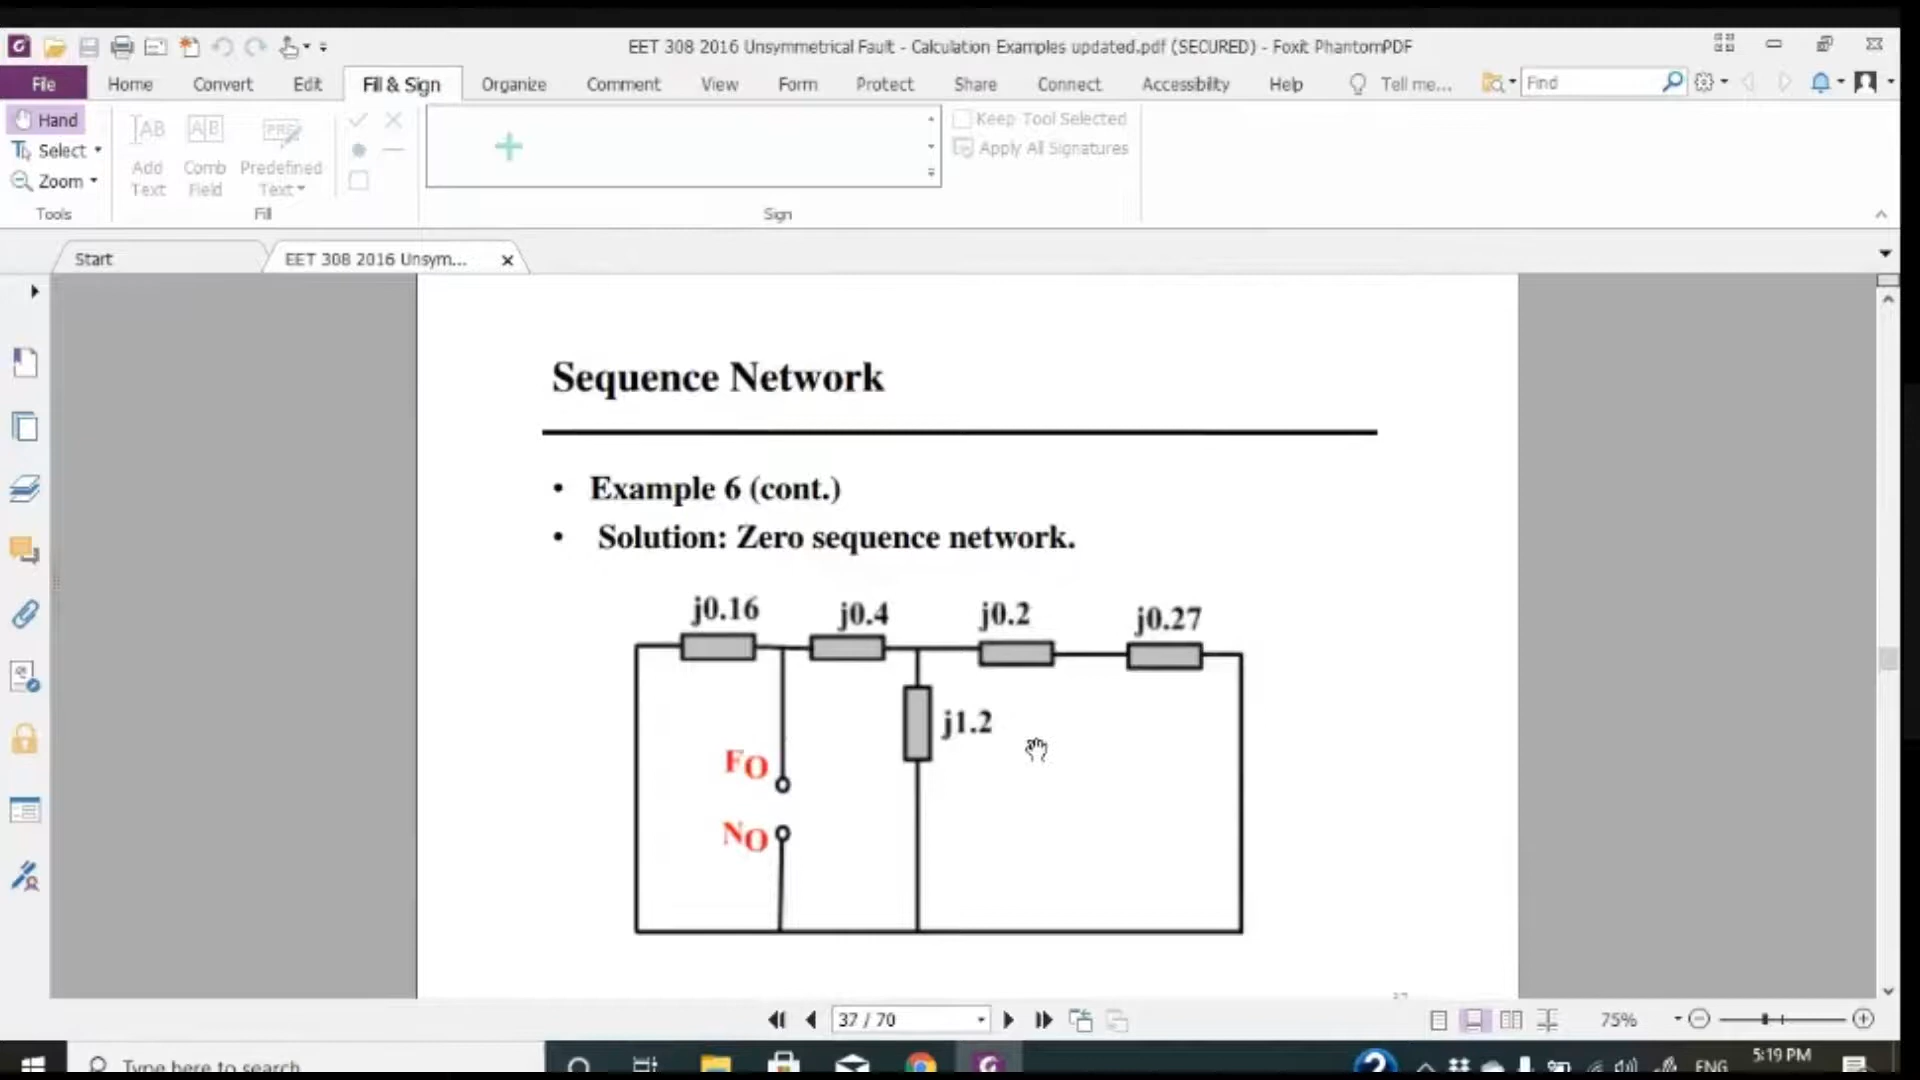 EET 308 2016 Unsymmetrical Fault - Calculation Examples updated.pdf (SECURED) - Foxit PhantomPDF
File Home Convert Edit Fill & Sign Organize Comment View Form Protect Share Connect Accessibility Help Tell me... Find
Hand
Select
Zoom
Tools
Add Text
Comb Field
Predefined Text
Fill
Sign
Keep Tool Selected
Apply All Signatures
Start
EET 308 2016 Unsym...
Sequence Network
• Example 6 (cont.)
• Solution: Zero sequence network.
j0.16 j0.4 j0.2 j0.27
j1.2
FO
NO
37 / 70
75%
Type here to search
ENG
5:19 PM